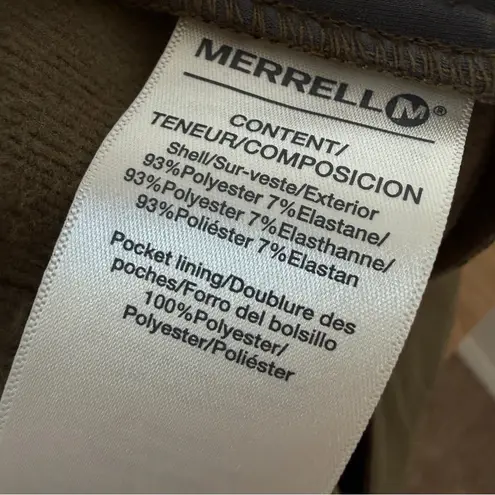 MERRELL M®
CONTENT/
TENEUR/COMPOSICION
Shell/Sur-veste/Exterior
93%Polyester 7%Elastane/
93%Polyester 7%Elasthanne/
93%Poliéster 7%Elastan
Pocket lining/Doublure des
poches/Forro del bolsillo
100%Polyester/
Polyester/Poliéster